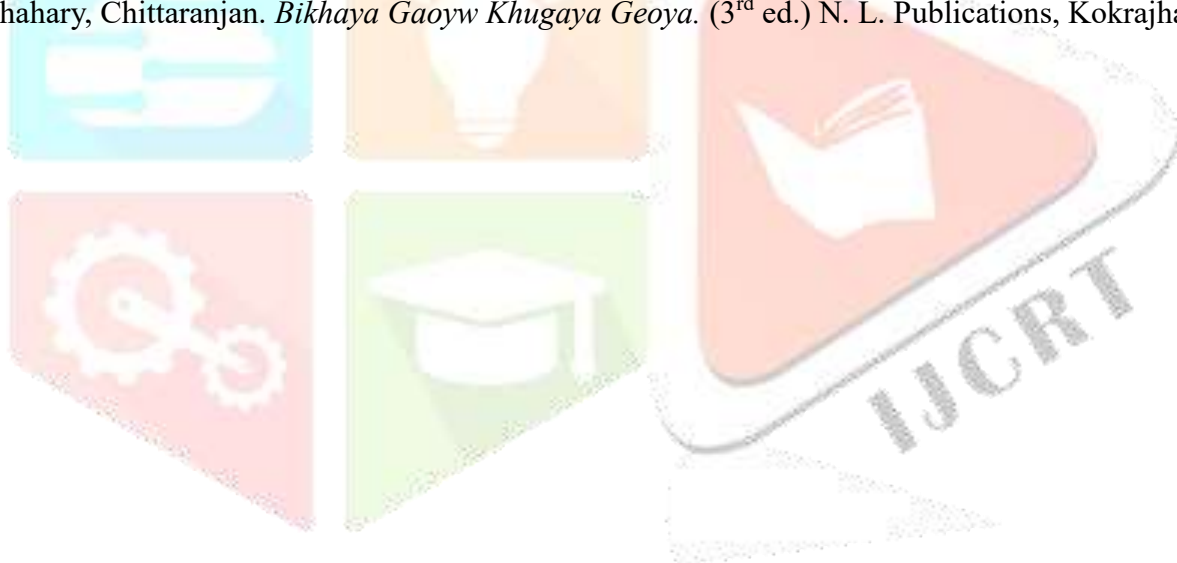 hahary, Chittaranjan. Bikhaya Gaoyw Khugaya Geoya. (3rd ed.) N. L. Publications, Kokrajha
IJCRT